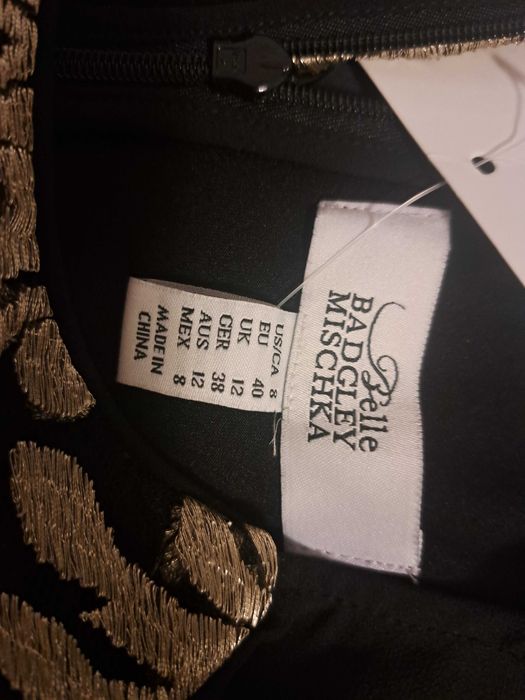 Belle
BADGLEY
MISCHKA
US/CA 8
EU 40
UK 12
GER 38
AUS 12
MEX 8
MADE IN
CHINA